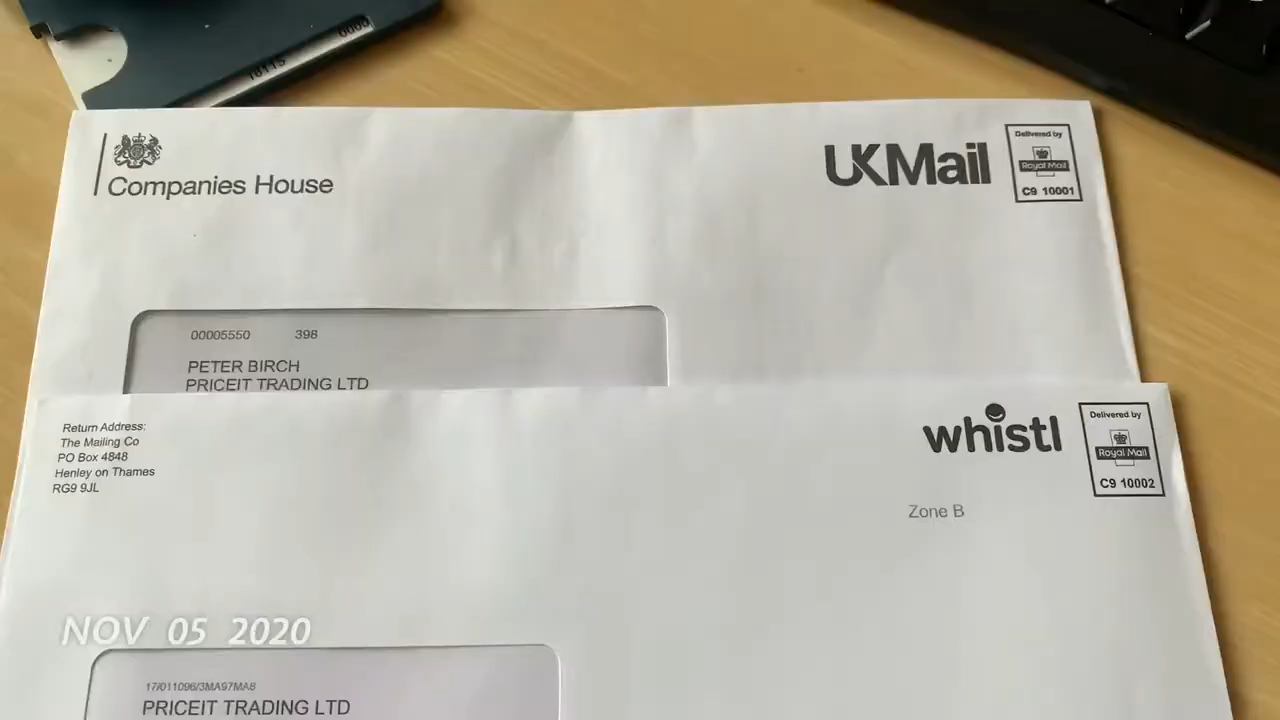 0000
18115
Companies House
UKMail
Delivered by
Royal Mail
C9 10001
00005550 398
PETER BIRCH
PRICEIT TRADING LTD
Return Address:
The Mailing Co
PO Box 4848
Henley on Thames
RG9 9JL
whistl
Delivered by
Royal Mail
C9 10002
Zone B
NOV 05 2020
17/011096/3MA97MA8
PRICEIT TRADING LTD